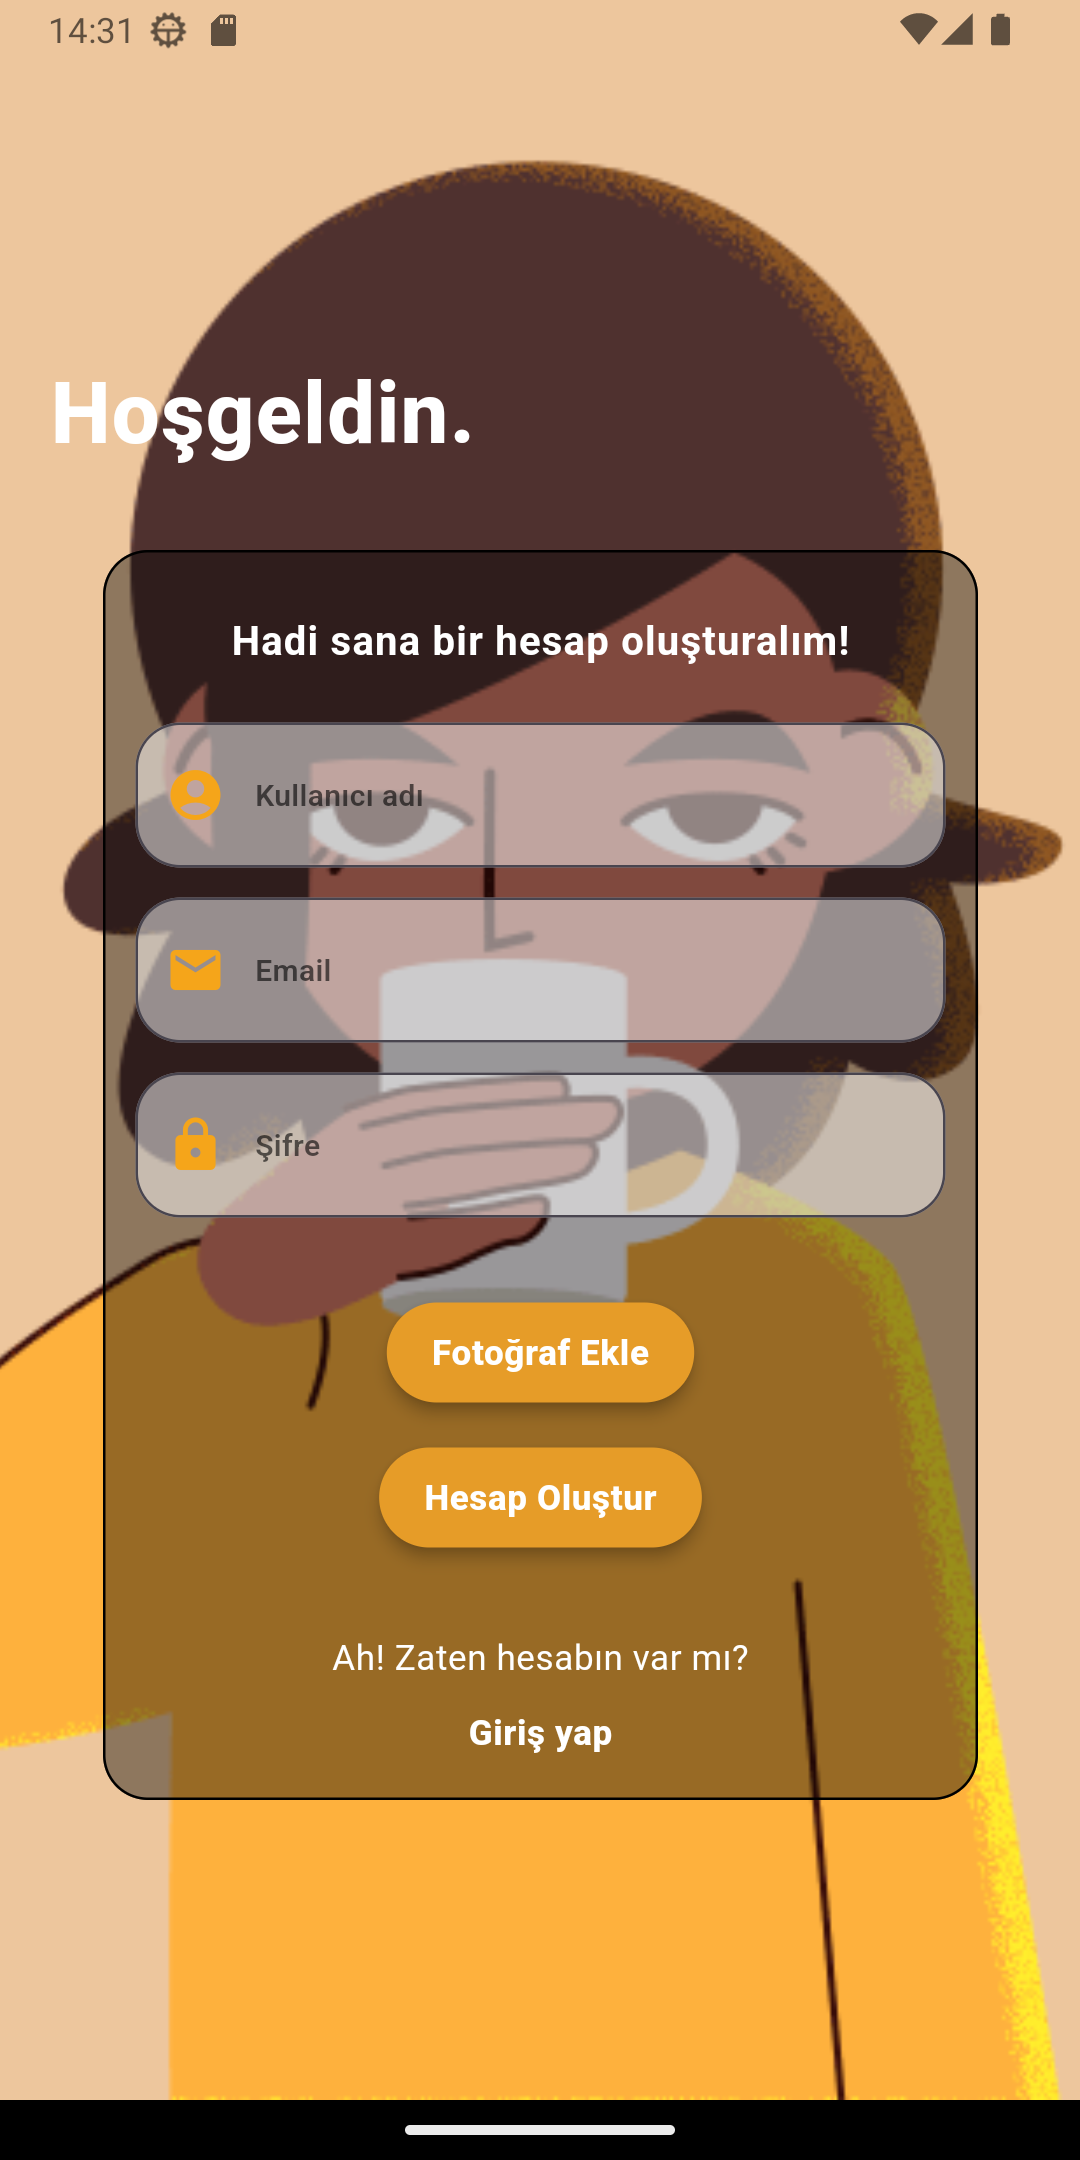 14:31
Hoşgeldin.
Hadi sana bir hesap oluşturalım!
Kullanıcı adı
Email
Şifre
Fotoğraf Ekle
Hesap Oluştur
Ah! Zaten hesabın var mı?
Giriş yap